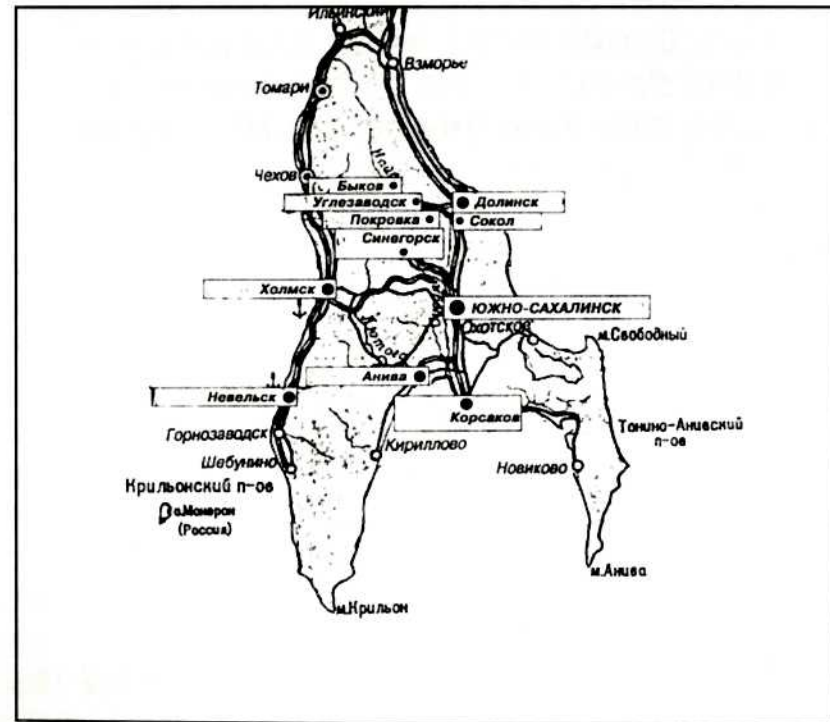 Ильинский
Взморье
Томари
Чехов
Быков
Углезаводск
Долинск
Покровка
Сокол
Синегорск
Холмск
ЮЖНО-САХАЛИНСК
Охотское
м.Свободный
Лютога
Анива
Невельск
Корсаков
Тонино-Анивский
п-ов
Горнозаводск
Кириллово
Шебунино
Новиково
Крильонский п-ов
о.Монерон
(Россия)
м.Анива
м.Крильон